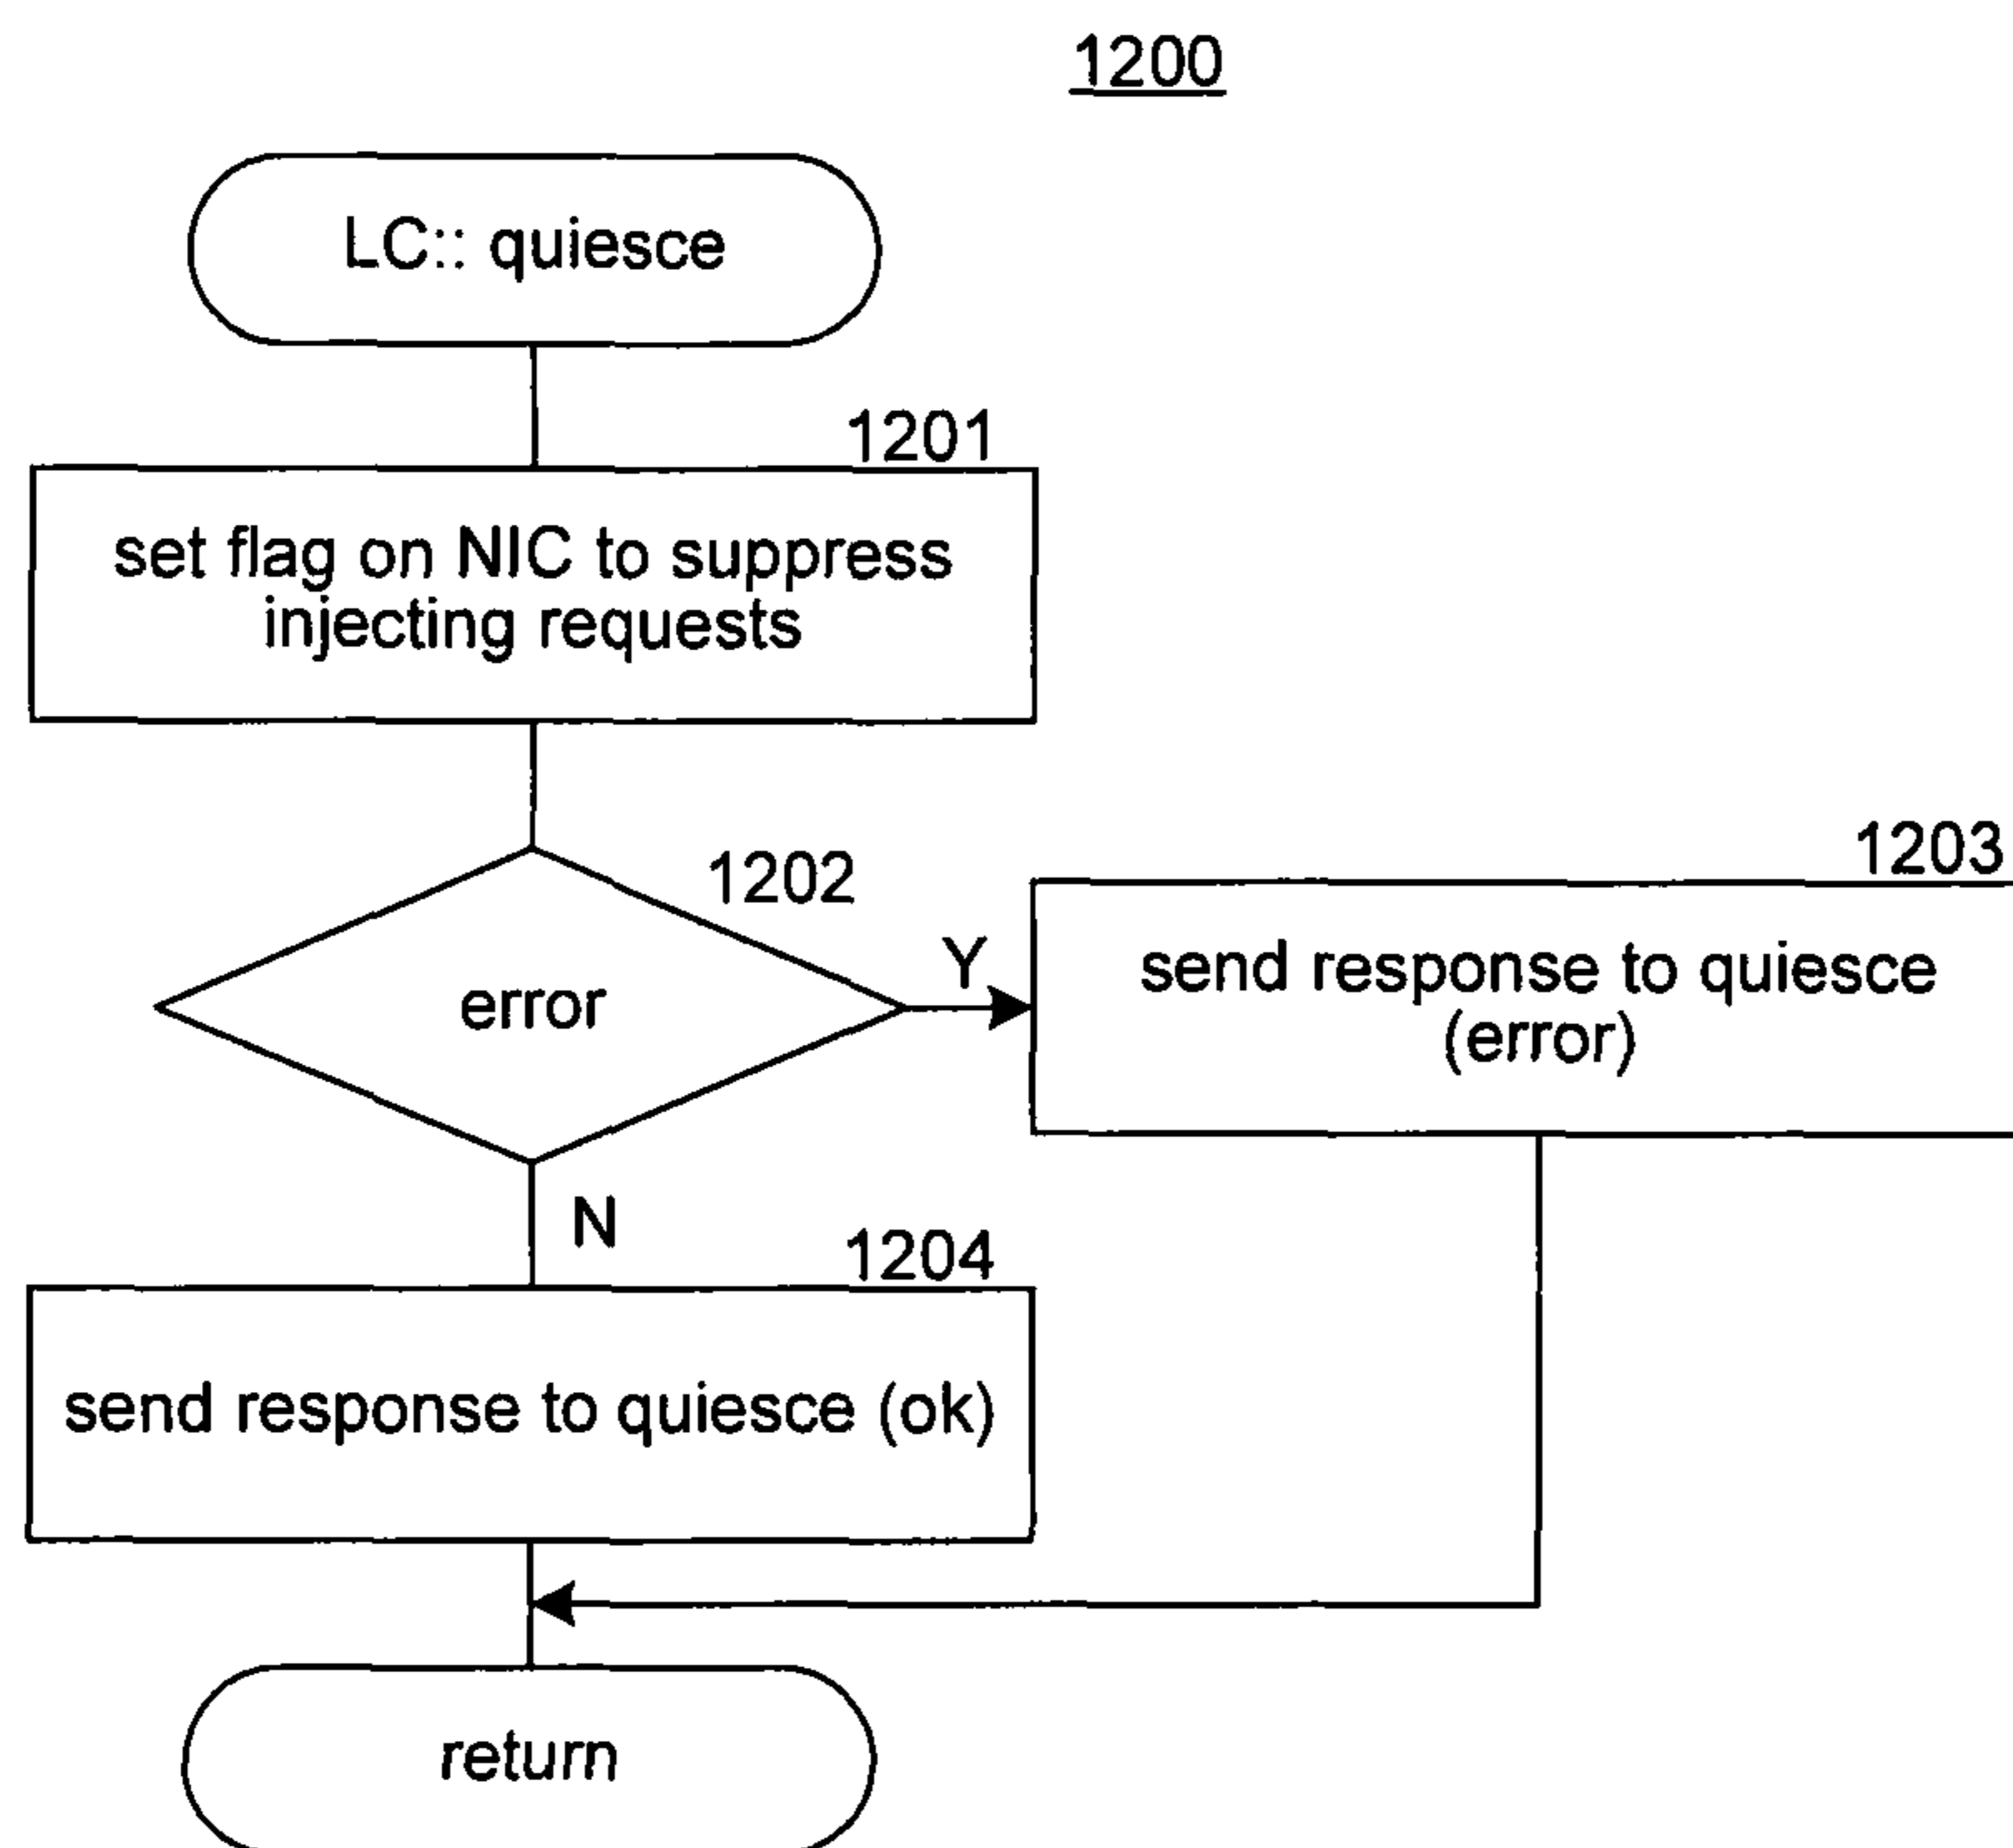 1200
LC:: quiesce
1201
set flag on NIC to suppress
injecting requests
1202
error
Y
1203
send response to quiesce
(error)
N
1204
send response to quiesce (ok)
return